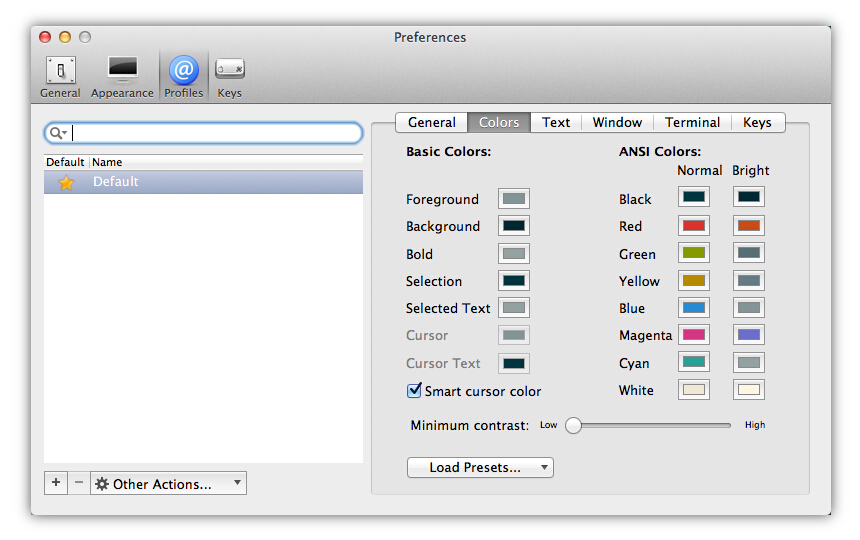 Preferences
General Appearance Profiles Keys
General Colors Text Window Terminal Keys
Default Name
Default
Basic Colors:
Foreground
Background
Bold
Selection
Selected Text
Cursor
Cursor Text
Smart cursor color
ANSI Colors:
Normal Bright
Black
Red
Green
Yellow
Blue
Magenta
Cyan
White
Minimum contrast: Low High
Load Presets...
+ − Other Actions...